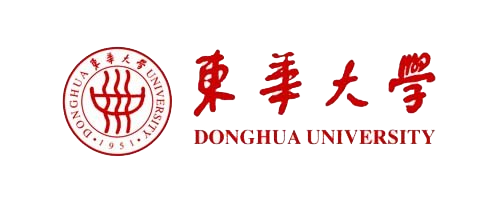 東華大學
DONGHUA UNIVERSITY
· 1951 ·
東華大學
DONGHUA UNIVERSITY